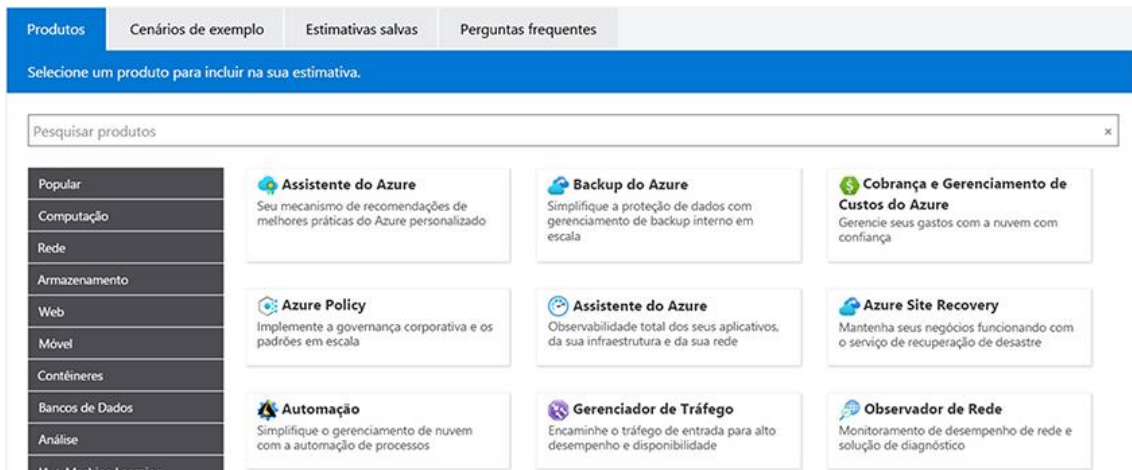 Produtos
Cenários de exemplo
Estimativas salvas
Perguntas frequentes
Selecione um produto para incluir na sua estimativa.
Pesquisar produtos
×
Popular
Computação
Rede
Armazenamento
Web
Móvel
Contêineres
Bancos de Dados
Análise
Assistente do Azure
Seu mecanismo de recomendações de
melhores práticas do Azure personalizado
Backup do Azure
Simplifique a proteção de dados com
gerenciamento de backup interno em
escala
Cobrança e Gerenciamento de
Custos do Azure
Gerencie seus gastos com a nuvem com
confiança
Azure Policy
Implemente a governança corporativa e os
padrões em escala
Assistente do Azure
Observabilidade total dos seus aplicativos,
da sua infraestrutura e da sua rede
Azure Site Recovery
Mantenha seus negócios funcionando com
o serviço de recuperação de desastre
Automação
Simplifique o gerenciamento de nuvem
com a automação de processos
Gerenciador de Tráfego
Encaminhe o tráfego de entrada para alto
desempenho e disponibilidade
Observador de Rede
Monitoramento de desempenho de rede e
solução de diagnóstico